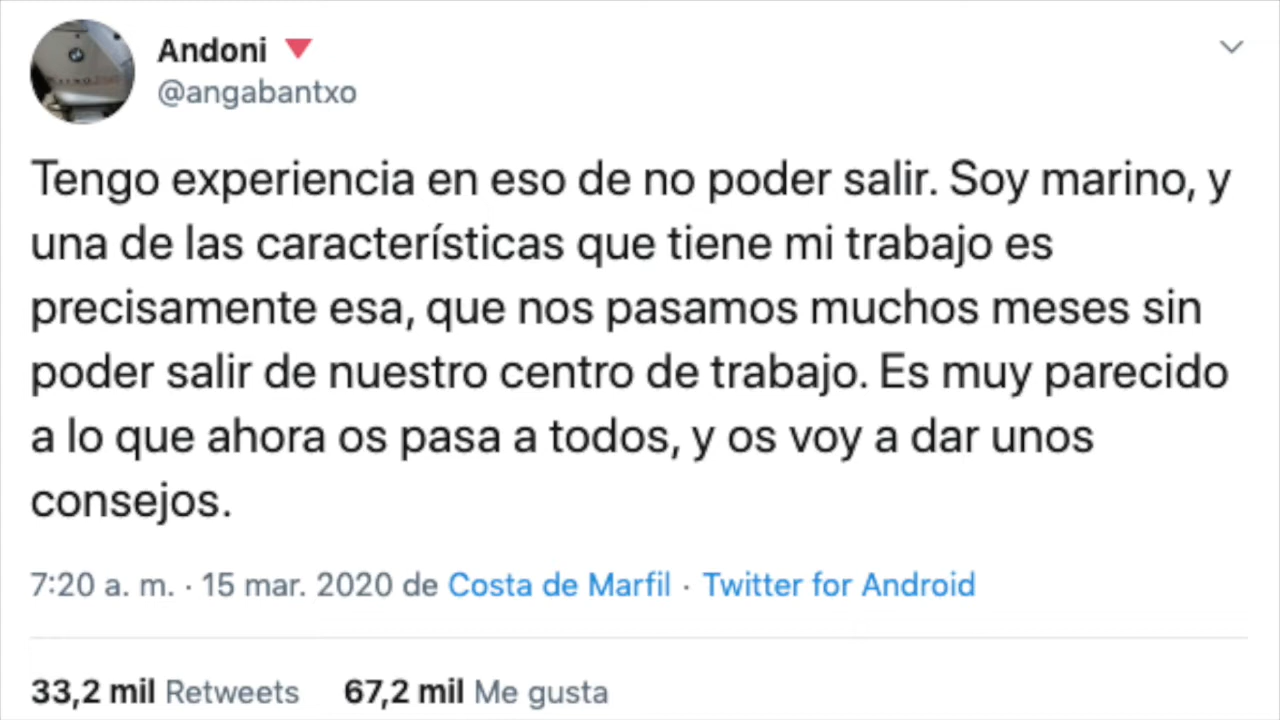 Andoni 🔻
@angabantxo
Tengo experiencia en eso de no poder salir. Soy marino, y
una de las características que tiene mi trabajo es
precisamente esa, que nos pasamos muchos meses sin
poder salir de nuestro centro de trabajo. Es muy parecido
a lo que ahora os pasa a todos, y os voy a dar unos
consejos.
7:20 a. m. · 15 mar. 2020 de Costa de Marfil · Twitter for Android
33,2 mil Retweets 67,2 mil Me gusta